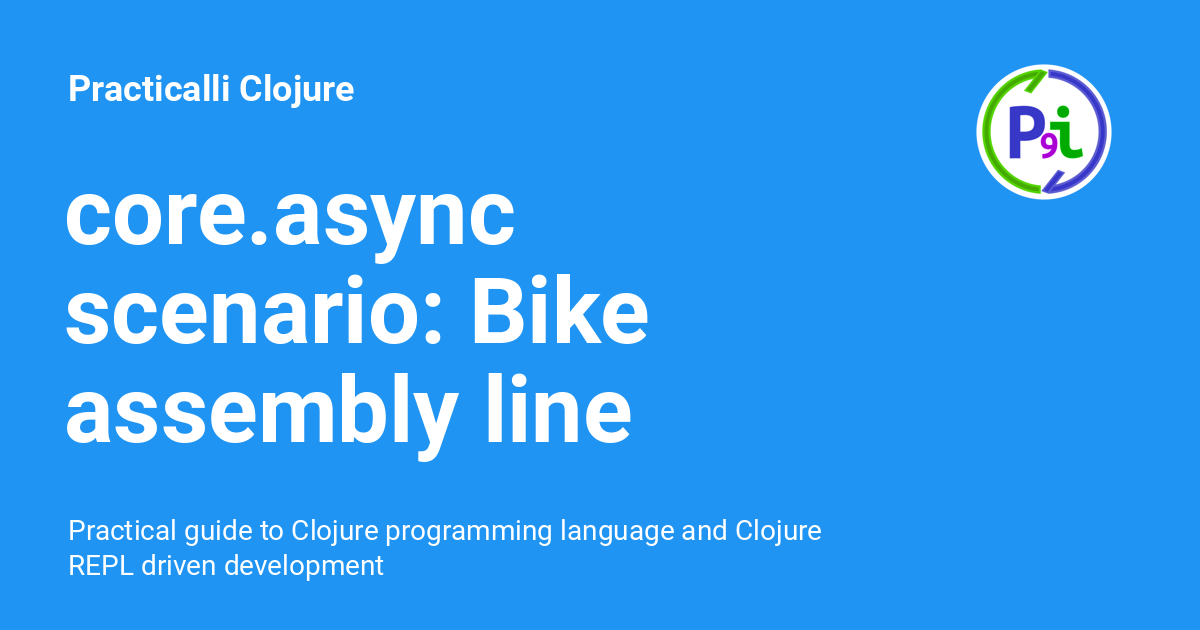 Practicalli Clojure
P9i
core.async
scenario: Bike
assembly line
Practical guide to Clojure programming language and Clojure
REPL driven development